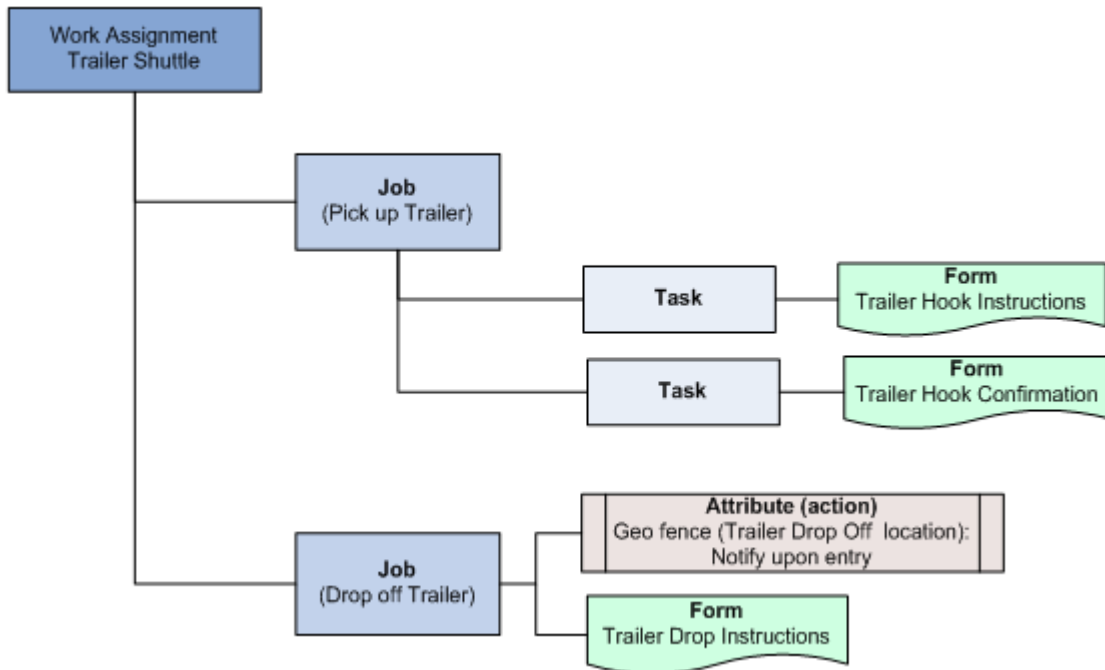 Work Assignment
Trailer Shuttle
Job
(Pick up Trailer)
Task
Form
Trailer Hook Instructions
Task
Form
Trailer Hook Confirmation
Attribute (action)
Geo fence (Trailer Drop Off location):
Notify upon entry
Job
(Drop off Trailer)
Form
Trailer Drop Instructions